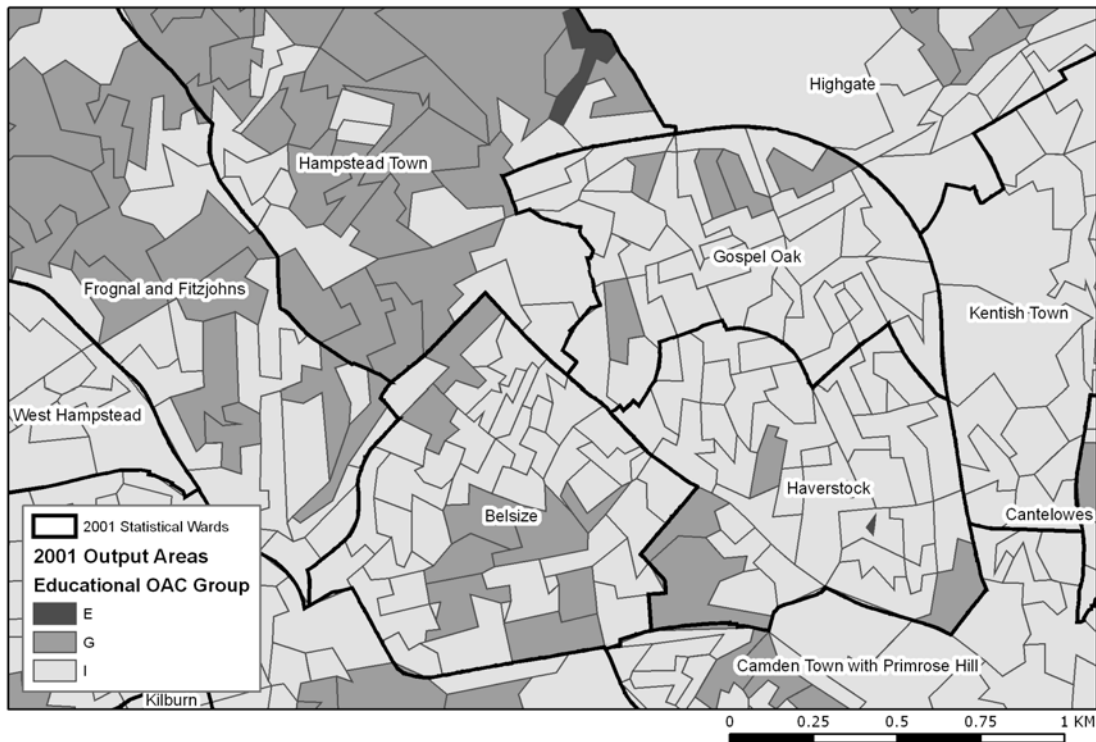 Highgate
Hampstead Town
Gospel Oak
Frognal and Fitzjohns
Kentish Town
West Hampstead
Haverstock
Belsize
Cantelowes
2001 Statistical Wards
2001 Output Areas
Educational OAC Group
E
G
I
Camden Town with Primrose Hill
Kilburn
0 0.25 0.5 0.75 1 KM